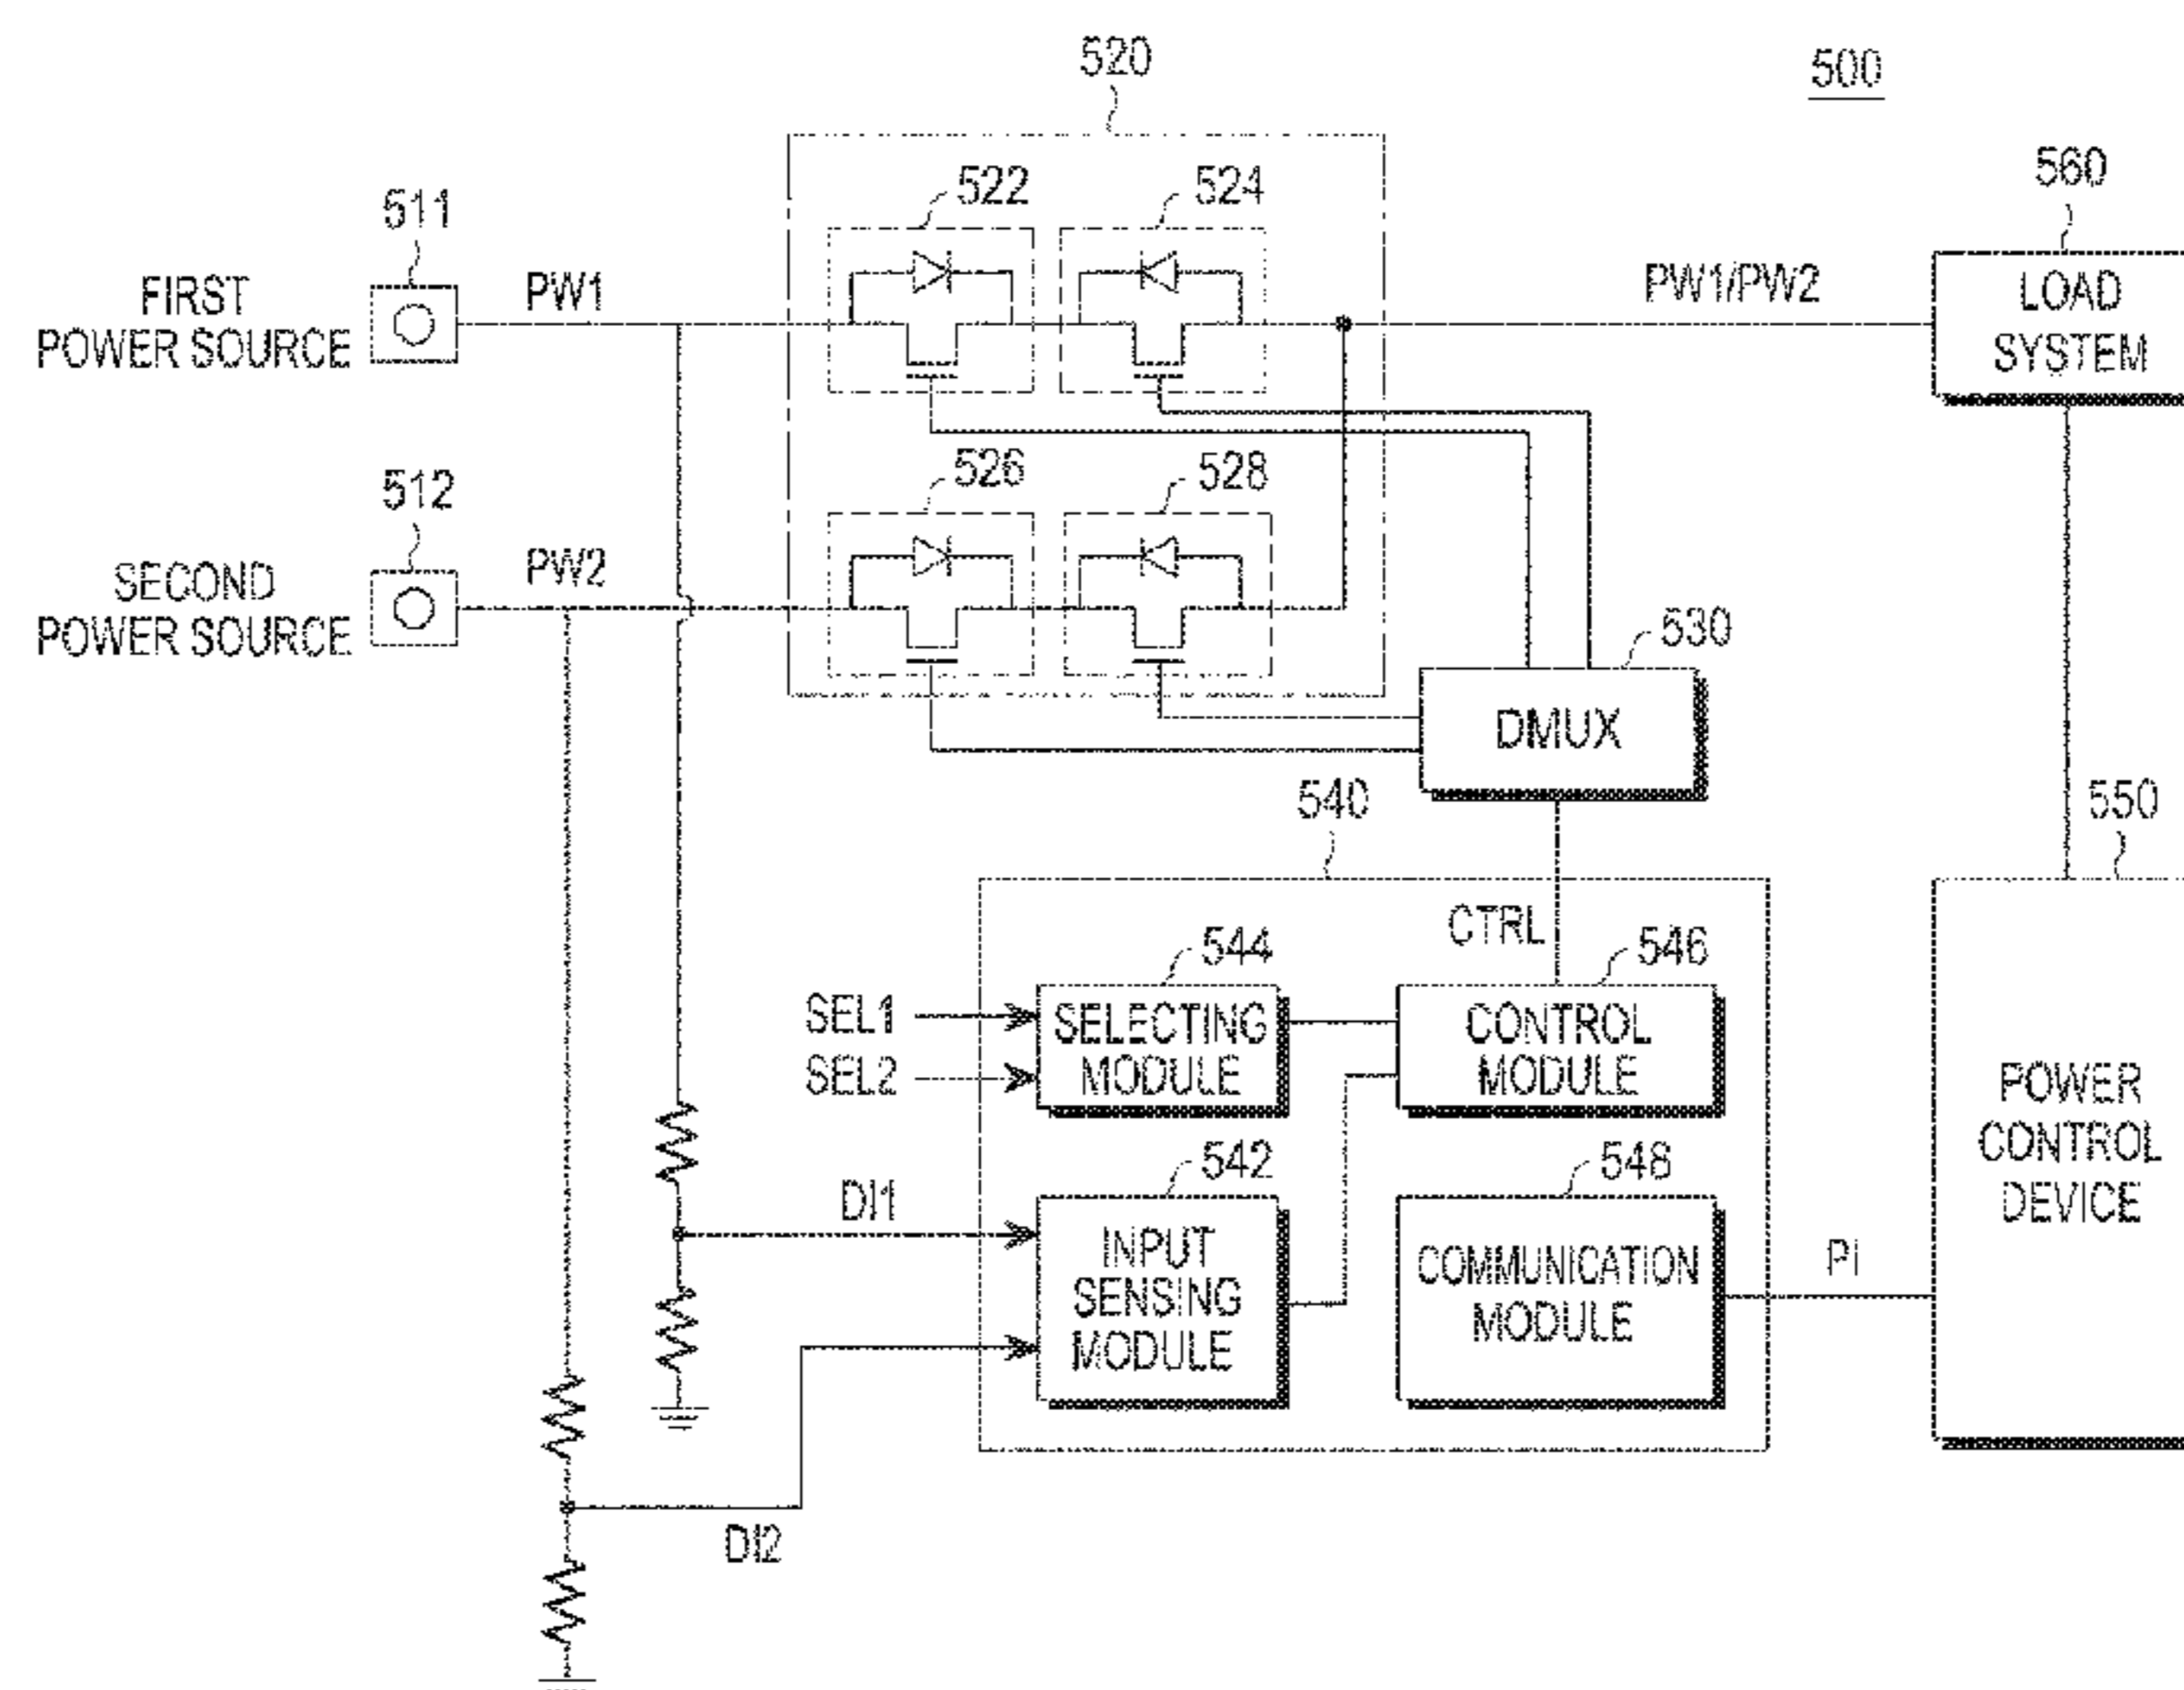 520
500
522
524
560
511
FIRST
POWER SOURCE
PW1
PW1/PW2
LOAD
SYSTEM
526
528
512
SECOND
POWER SOURCE
PW2
530
DMUX
540
550
CTRL
544
546
SEL1
SEL2
SELECTING
MODULE
CONTROL
MODULE
POWER
CONTROL
DEVICE
542
548
DI1
INPUT
SENSING
MODULE
COMMUNICATION
MODULE
PI
DI2